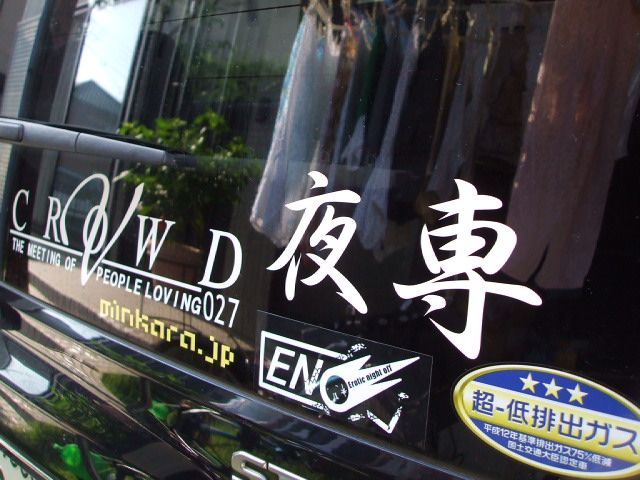 CROWD
THE MEETING OF PEOPLE LOVING 027
minkara.jp
夜専
ENO
Erotic night off
超-低排出ガス
平成12年基準排出ガス75%低減
国土交通大臣認定車
S